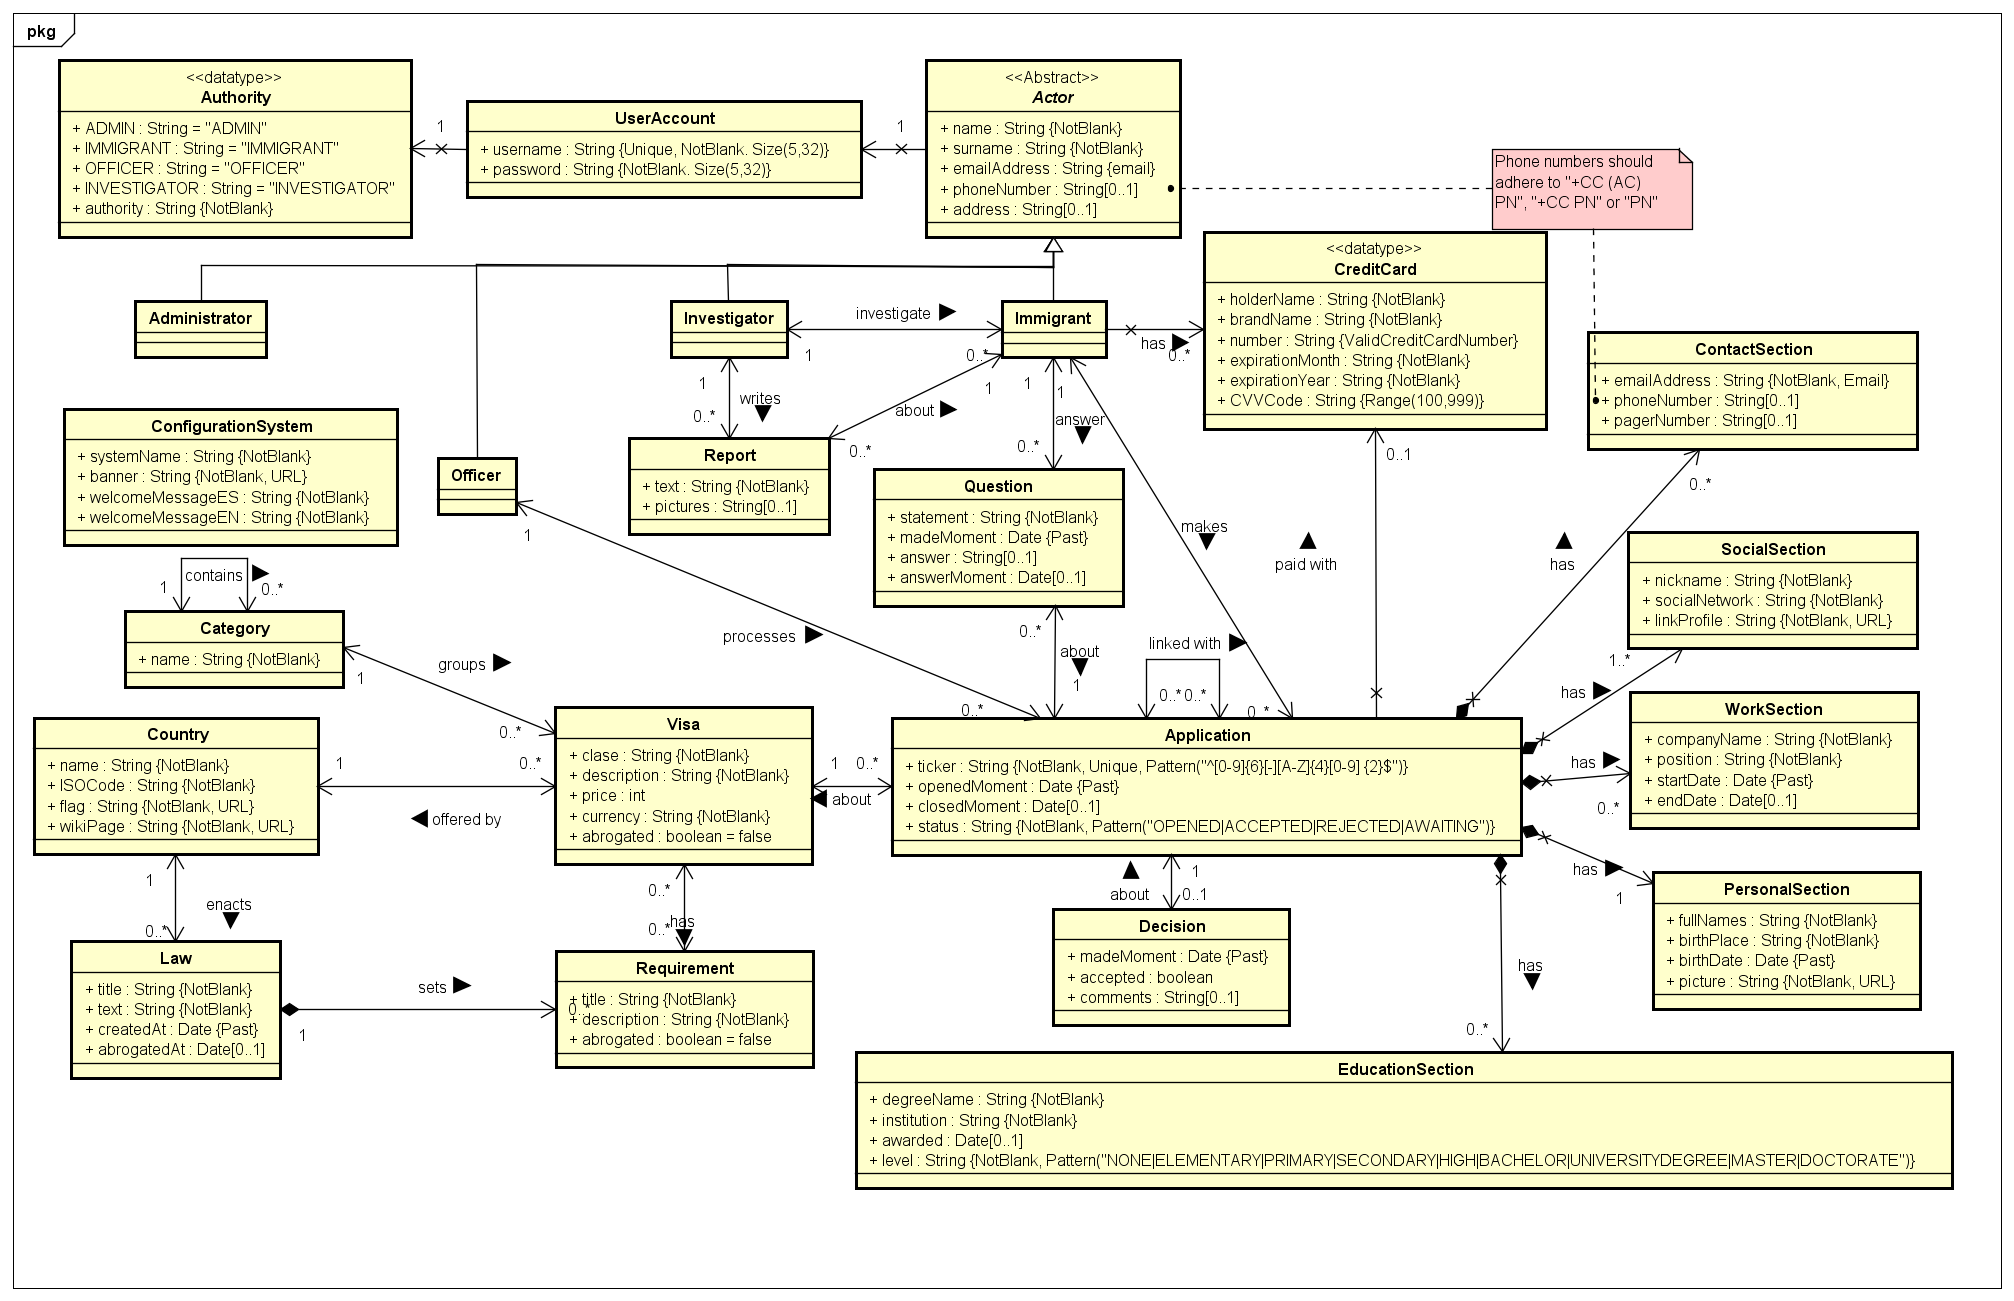 pkg
<<datatype>>
Authority
+ ADMIN : String = "ADMIN"
+ IMMIGRANT : String = "IMMIGRANT"
+ OFFICER : String = "OFFICER"
+ INVESTIGATOR : String = "INVESTIGATOR"
+ authority : String {NotBlank}
1
UserAccount
+ username : String {Unique, NotBlank. Size(5,32)}
+ password : String {NotBlank. Size(5,32)}
1
<<Abstract>>
Actor
+ name : String {NotBlank}
+ surname : String {NotBlank}
+ emailAddress : String {email}
+ phoneNumber : String[0..1]
+ address : String[0..1]
Phone numbers should
adhere to "+CC (AC)
PN", "+CC PN" or "PN"
<<datatype>>
CreditCard
+ holderName : String {NotBlank}
+ brandName : String {NotBlank}
+ number : String {ValidCreditCardNumber}
+ expirationMonth : String {NotBlank}
+ expirationYear : String {NotBlank}
+ CVVCode : String {Range(100,999)}
Administrator
Investigator
investigate
1
0..*
Immigrant
has
0..*
ContactSection
+ emailAddress : String {NotBlank, Email}
+ phoneNumber : String[0..1]
+ pagerNumber : String[0..1]
1
writes
0..*
about
1
0..*
1
1
answer
0..*
0..1
ConfigurationSystem
+ systemName : String {NotBlank}
+ banner : String {NotBlank, URL}
+ welcomeMessageES : String {NotBlank}
+ welcomeMessageEN : String {NotBlank}
Officer
1
Report
+ text : String {NotBlank}
+ pictures : String[0..1]
Question
+ statement : String {NotBlank}
+ madeMoment : Date {Past}
+ answer : String[0..1]
+ answerMoment : Date[0..1]
makes
paid with
has
0..*
SocialSection
+ nickname : String {NotBlank}
+ socialNetwork : String {NotBlank}
+ linkProfile : String {NotBlank, URL}
contains
1
0..*
Category
+ name : String {NotBlank}
1
groups
0..*
processes
0..*
0..*
about
1
linked with
0..*
0..*
0..*
1..*
has
WorkSection
+ companyName : String {NotBlank}
+ position : String {NotBlank}
+ startDate : Date {Past}
+ endDate : Date[0..1]
has
0..*
Country
+ name : String {NotBlank}
+ ISOCode : String {NotBlank}
+ flag : String {NotBlank, URL}
+ wikiPage : String {NotBlank, URL}
1
0..*
offered by
Visa
+ clase : String {NotBlank}
+ description : String {NotBlank}
+ price : int
+ currency : String {NotBlank}
+ abrogated : boolean = false
1
0..*
about
Application
+ ticker : String {NotBlank, Unique, Pattern("^[0-9]{6}[-][A-Z]{4}[0-9] {2}$")}
+ openedMoment : Date {Past}
+ closedMoment : Date[0..1]
+ status : String {NotBlank, Pattern("OPENED|ACCEPTED|REJECTED|AWAITING")}
has
1
PersonalSection
+ fullNames : String {NotBlank}
+ birthPlace : String {NotBlank}
+ birthDate : Date {Past}
+ picture : String {NotBlank, URL}
1
enacts
0..*
0..*
has
0..*
about
1
0..1
Decision
+ madeMoment : Date {Past}
+ accepted : boolean
+ comments : String[0..1]
has
0..*
Law
+ title : String {NotBlank}
+ text : String {NotBlank}
+ createdAt : Date {Past}
+ abrogatedAt : Date[0..1]
sets
1
0..*
Requirement
+ title : String {NotBlank}
+ description : String {NotBlank}
+ abrogated : boolean = false
EducationSection
+ degreeName : String {NotBlank}
+ institution : String {NotBlank}
+ awarded : Date[0..1]
+ level : String {NotBlank, Pattern("NONE|ELEMENTARY|PRIMARY|SECONDARY|HIGH|BACHELOR|UNIVERSITYDEGREE|MASTER|DOCTORATE")}